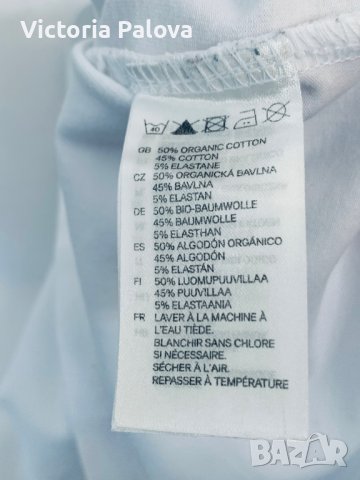 Victoria Palova
40
GB 50% ORGANIC COTTON
45% COTTON
5% ELASTANE
CZ 50% ORGANICKÁ BAVLNA
45% BAVLNA
5% ELASTAN
DE 50% BIO-BAUMWOLLE
45% BAUMWOLLE
5% ELASTHAN
ES 50% ALGODÓN ORGÁNICO
45% ALGODÓN
5% ELASTÁN
FI 50% LUOMUPUUVILLAA
45% PUUVILLAA
5% ELASTAANIA
FR LAVER À LA MACHINE À
L'EAU TIÈDE.
BLANCHIR SANS CHLORE
SI NÉCESSAIRE.
SÉCHER À L'AIR.
REPASSER À TEMPÉRATURE
BAZAR